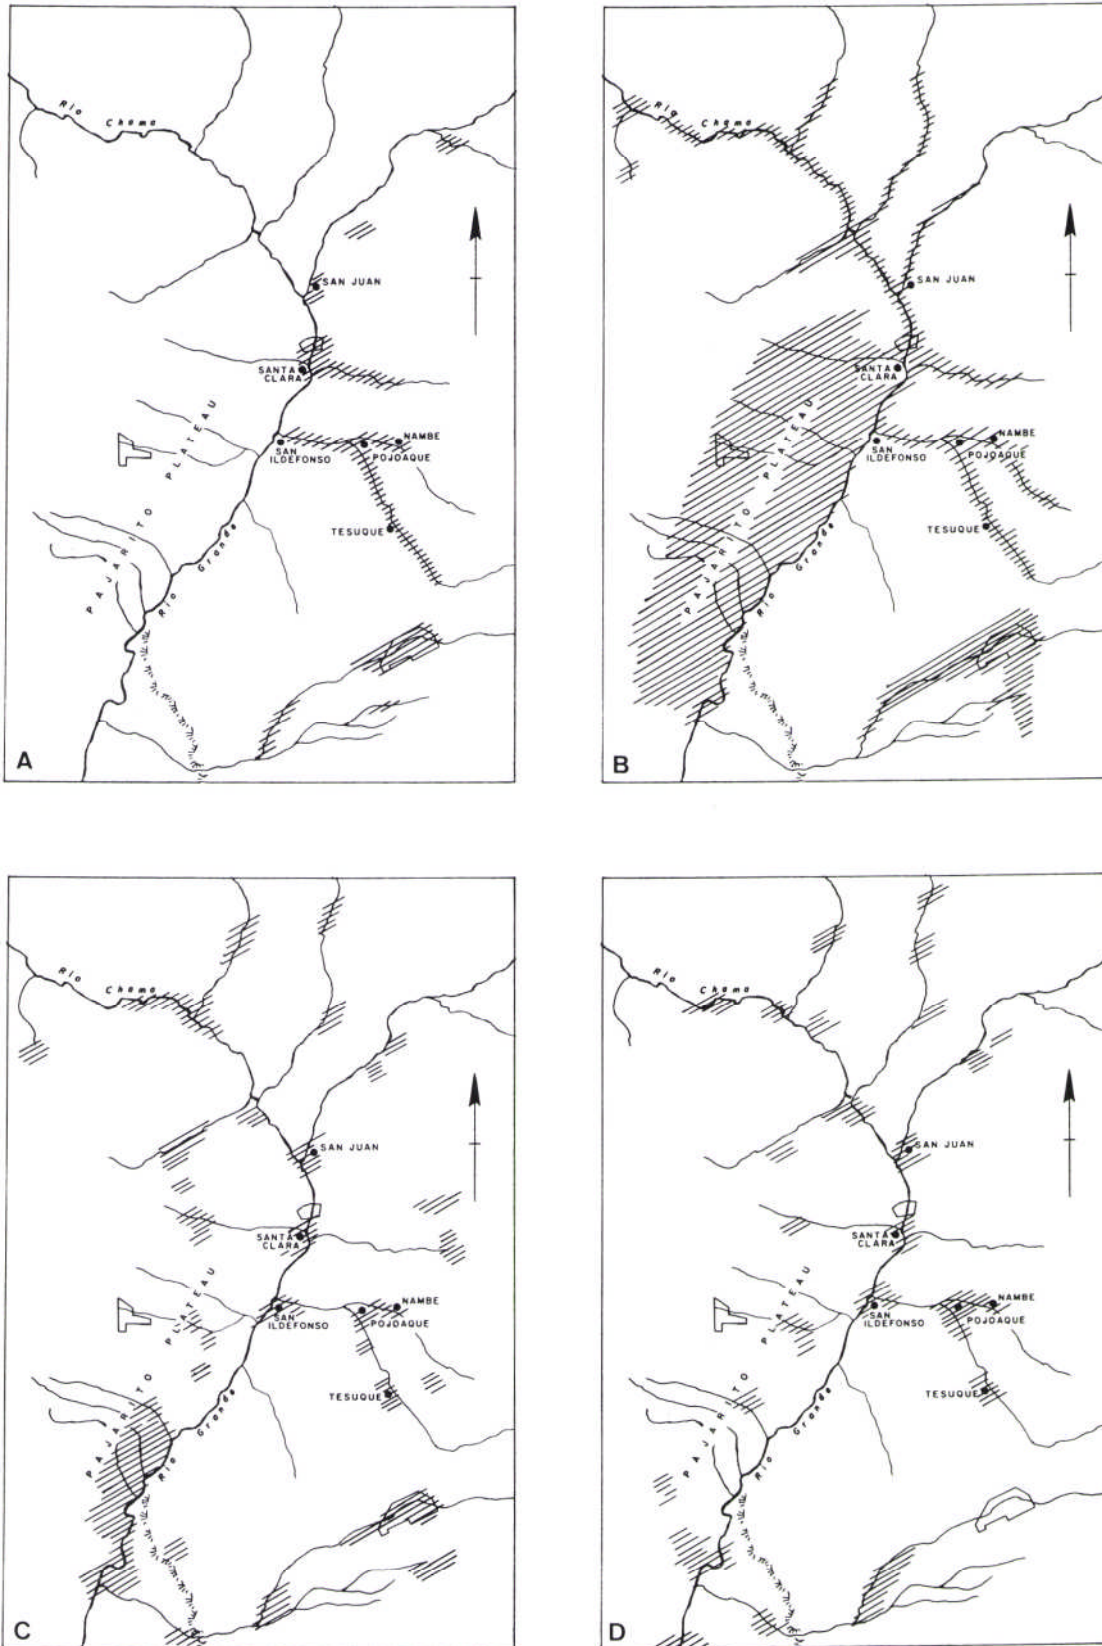 Rio Chama
SAN JUAN
SANTA
CLARA
PAJARITO PLATEAU
NAMBE
SAN
ILDEFONSO
POJOAQUE
TESUQUE
Rio Grande
A
Rio Chama
SAN JUAN
SANTA
CLARA
PAJARITO PLATEAU
NAMBE
SAN
ILDEFONSO
POJOAQUE
TESUQUE
Rio Grande
B
Rio Chama
SAN JUAN
SANTA
CLARA
PAJARITO PLATEAU
NAMBE
SAN
ILDEFONSO
POJOAQUE
TESUQUE
Rio Grande
C
Rio Chama
SAN JUAN
SANTA
CLARA
PAJARITO PLATEAU
NAMBE
SAN
ILDEFONSO
POJOAQUE
TESUQUE
Rio Grande
D